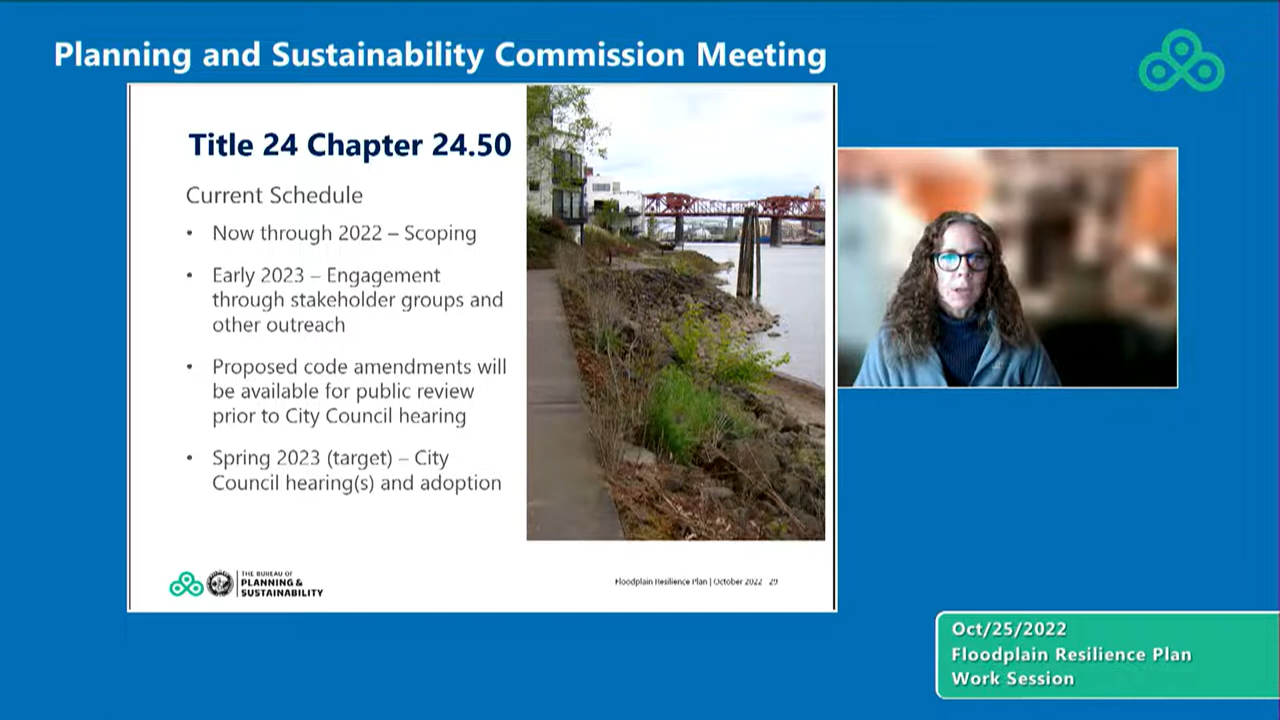 Planning and Sustainability Commission Meeting
Title 24 Chapter 24.50
Current Schedule
• Now through 2022 – Scoping
• Early 2023 – Engagement
through stakeholder groups and
other outreach
• Proposed code amendments will
be available for public review
prior to City Council hearing
• Spring 2023 (target) – City
Council hearing(s) and adoption
THE BUREAU OF
PLANNING &
SUSTAINABILITY
Floodplain Resilience Plan | October 2022 29
Oct/25/2022
Floodplain Resilience Plan
Work Session